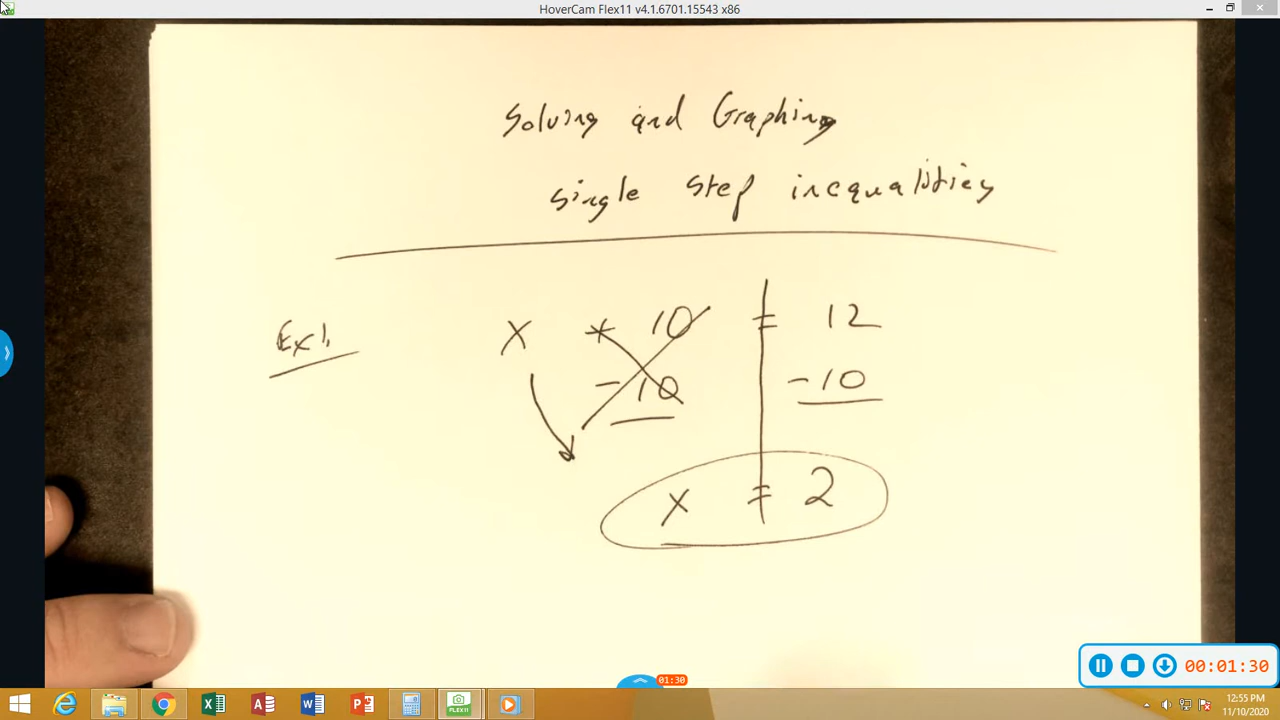 HoverCam Flex11 v4.1.6701.15543 x86
Solving and Graphing
single step inequalities
Ex1.
x + 10 = 12
-10 -10
x = 2
00:01:30
01:30
FLEX11
12:55 PM
11/10/2020